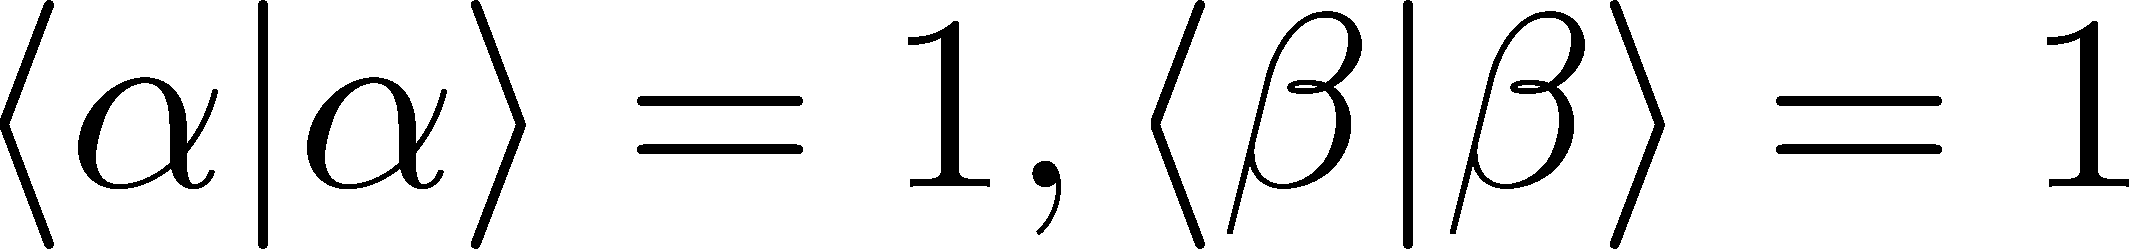 ⟨α|α⟩ = 1, ⟨β|β⟩ = 1